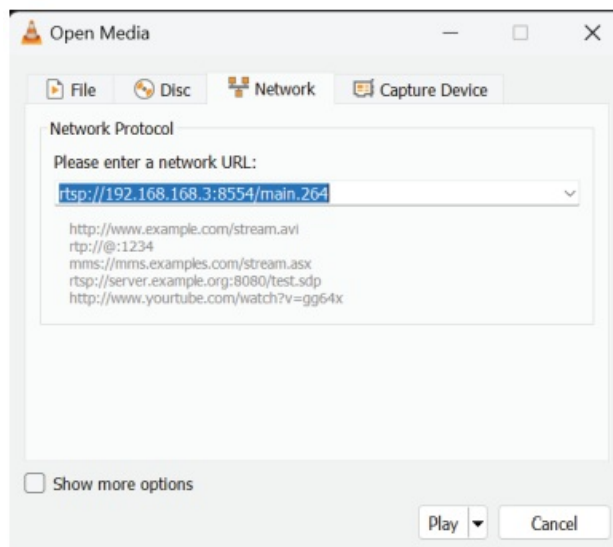 Open Media
File Disc Network Capture Device
Network Protocol
Please enter a network URL:
rtsp://192.168.168.3:8554/main.264
http://www.example.com/stream.avi
rtp://@:1234
mms://mms.examples.com/stream.asx
rtsp://server.example.org:8080/test.sdp
http://www.yourtube.com/watch?v=gg64x
Show more options
Play Cancel